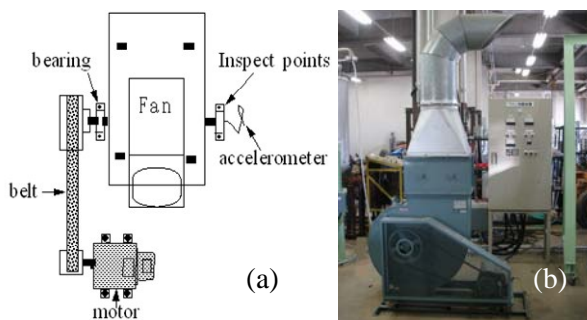 bearing
Inspect points
Fan
accelerometer
belt
motor
(a)
(b)